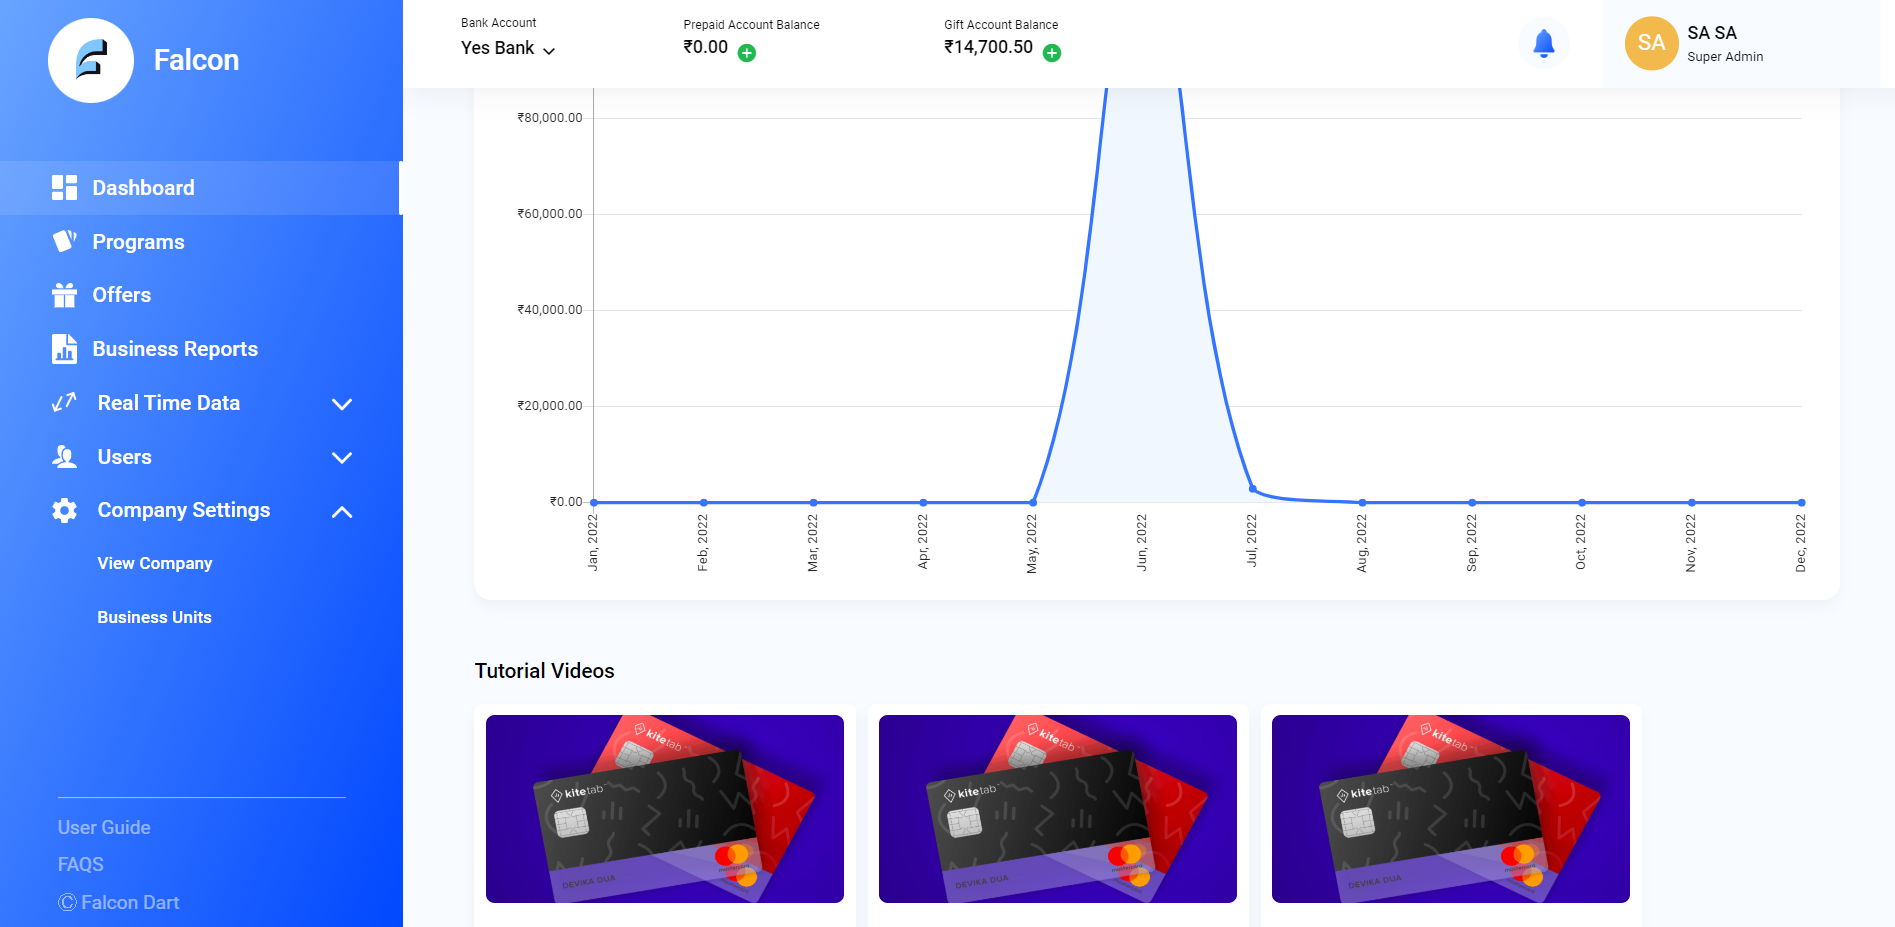 Falcon
Bank Account
Yes Bank
Prepaid Account Balance
₹0.00
Gift Account Balance
₹14,700.50
SA
SA SA
Super Admin
Dashboard
Programs
Offers
Business Reports
Real Time Data
Users
Company Settings
View Company
Business Units
User Guide
FAQS
© Falcon Dart
₹80,000.00
₹60,000.00
₹40,000.00
₹20,000.00
₹0.00
Jan, 2022
Feb, 2022
Mar, 2022
Apr, 2022
May, 2022
Jun, 2022
Jul, 2022
Aug, 2022
Sep, 2022
Oct, 2022
Nov, 2022
Dec, 2022
Tutorial Videos
kitetab
kitetab
DEVIKA DUA
kitetab
kitetab
DEVIKA DUA
kitetab
kitetab
DEVIKA DUA